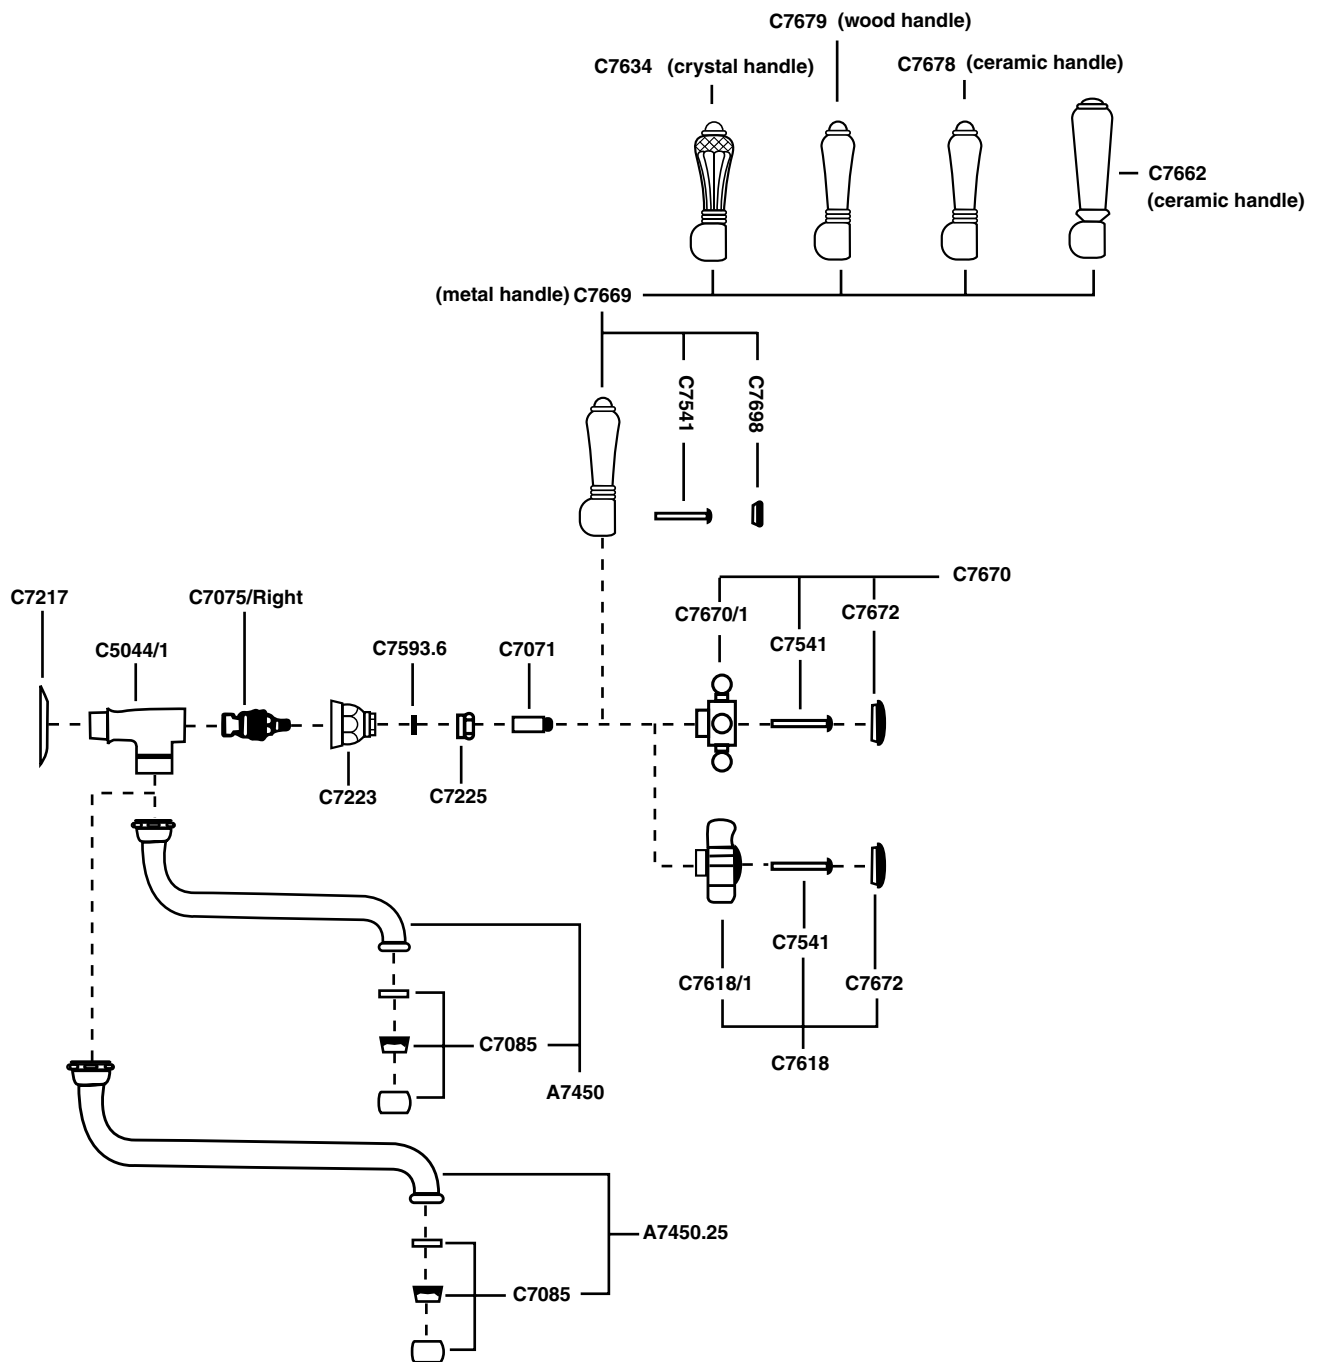 C7679 (wood handle)
C7634 (crystal handle)
C7678 (ceramic handle)
C7662
(ceramic handle)
(metal handle) C7669
C7541
C7698
C7670
C7217
C7075/Right
C7670/1
C7672
C5044/1
C7593.6
C7071
C7541
C7223
C7225
C7541
C7618/1
C7672
C7085
C7618
A7450
A7450.25
C7085